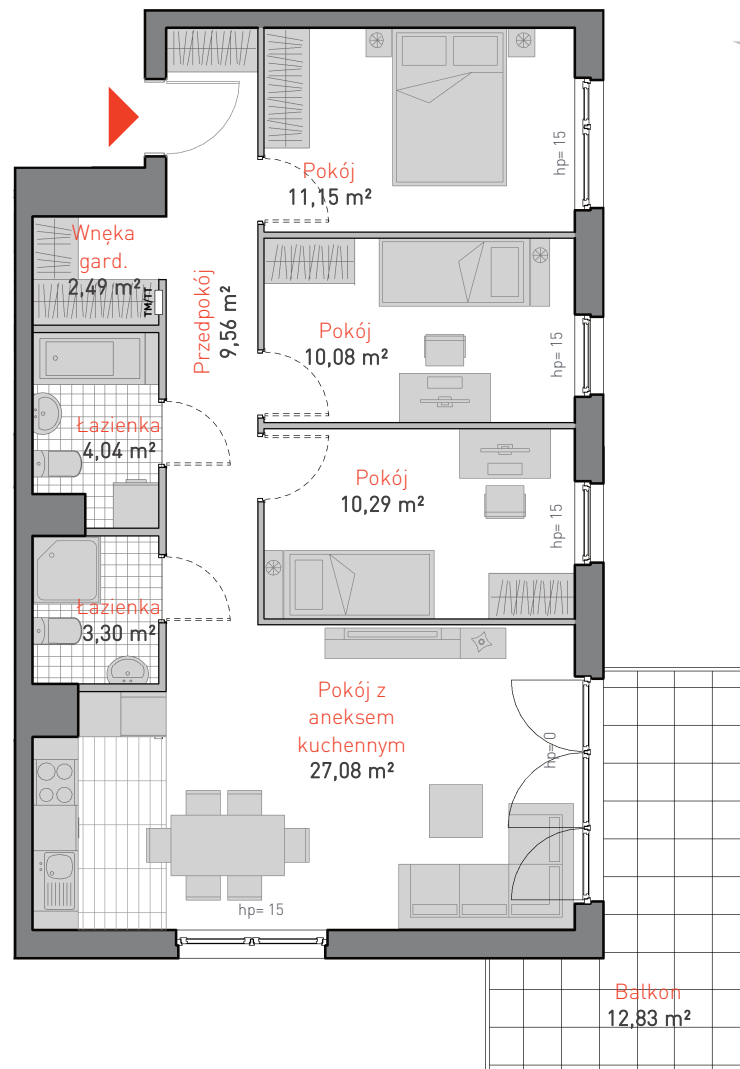 hp= 15
Pokój
11,15 m²
Wnęka
gard.
2,49 m²
TM/TT
Przedpokój
9,56 m²
Pokój
10,08 m²
hp= 15
Łazienka
4,04 m²
Pokój
10,29 m²
hp= 15
Łazienka
3,30 m²
Pokój z
aneksem
kuchennym
27,08 m²
hp= 0
hp= 15
Balkon
12,83 m²